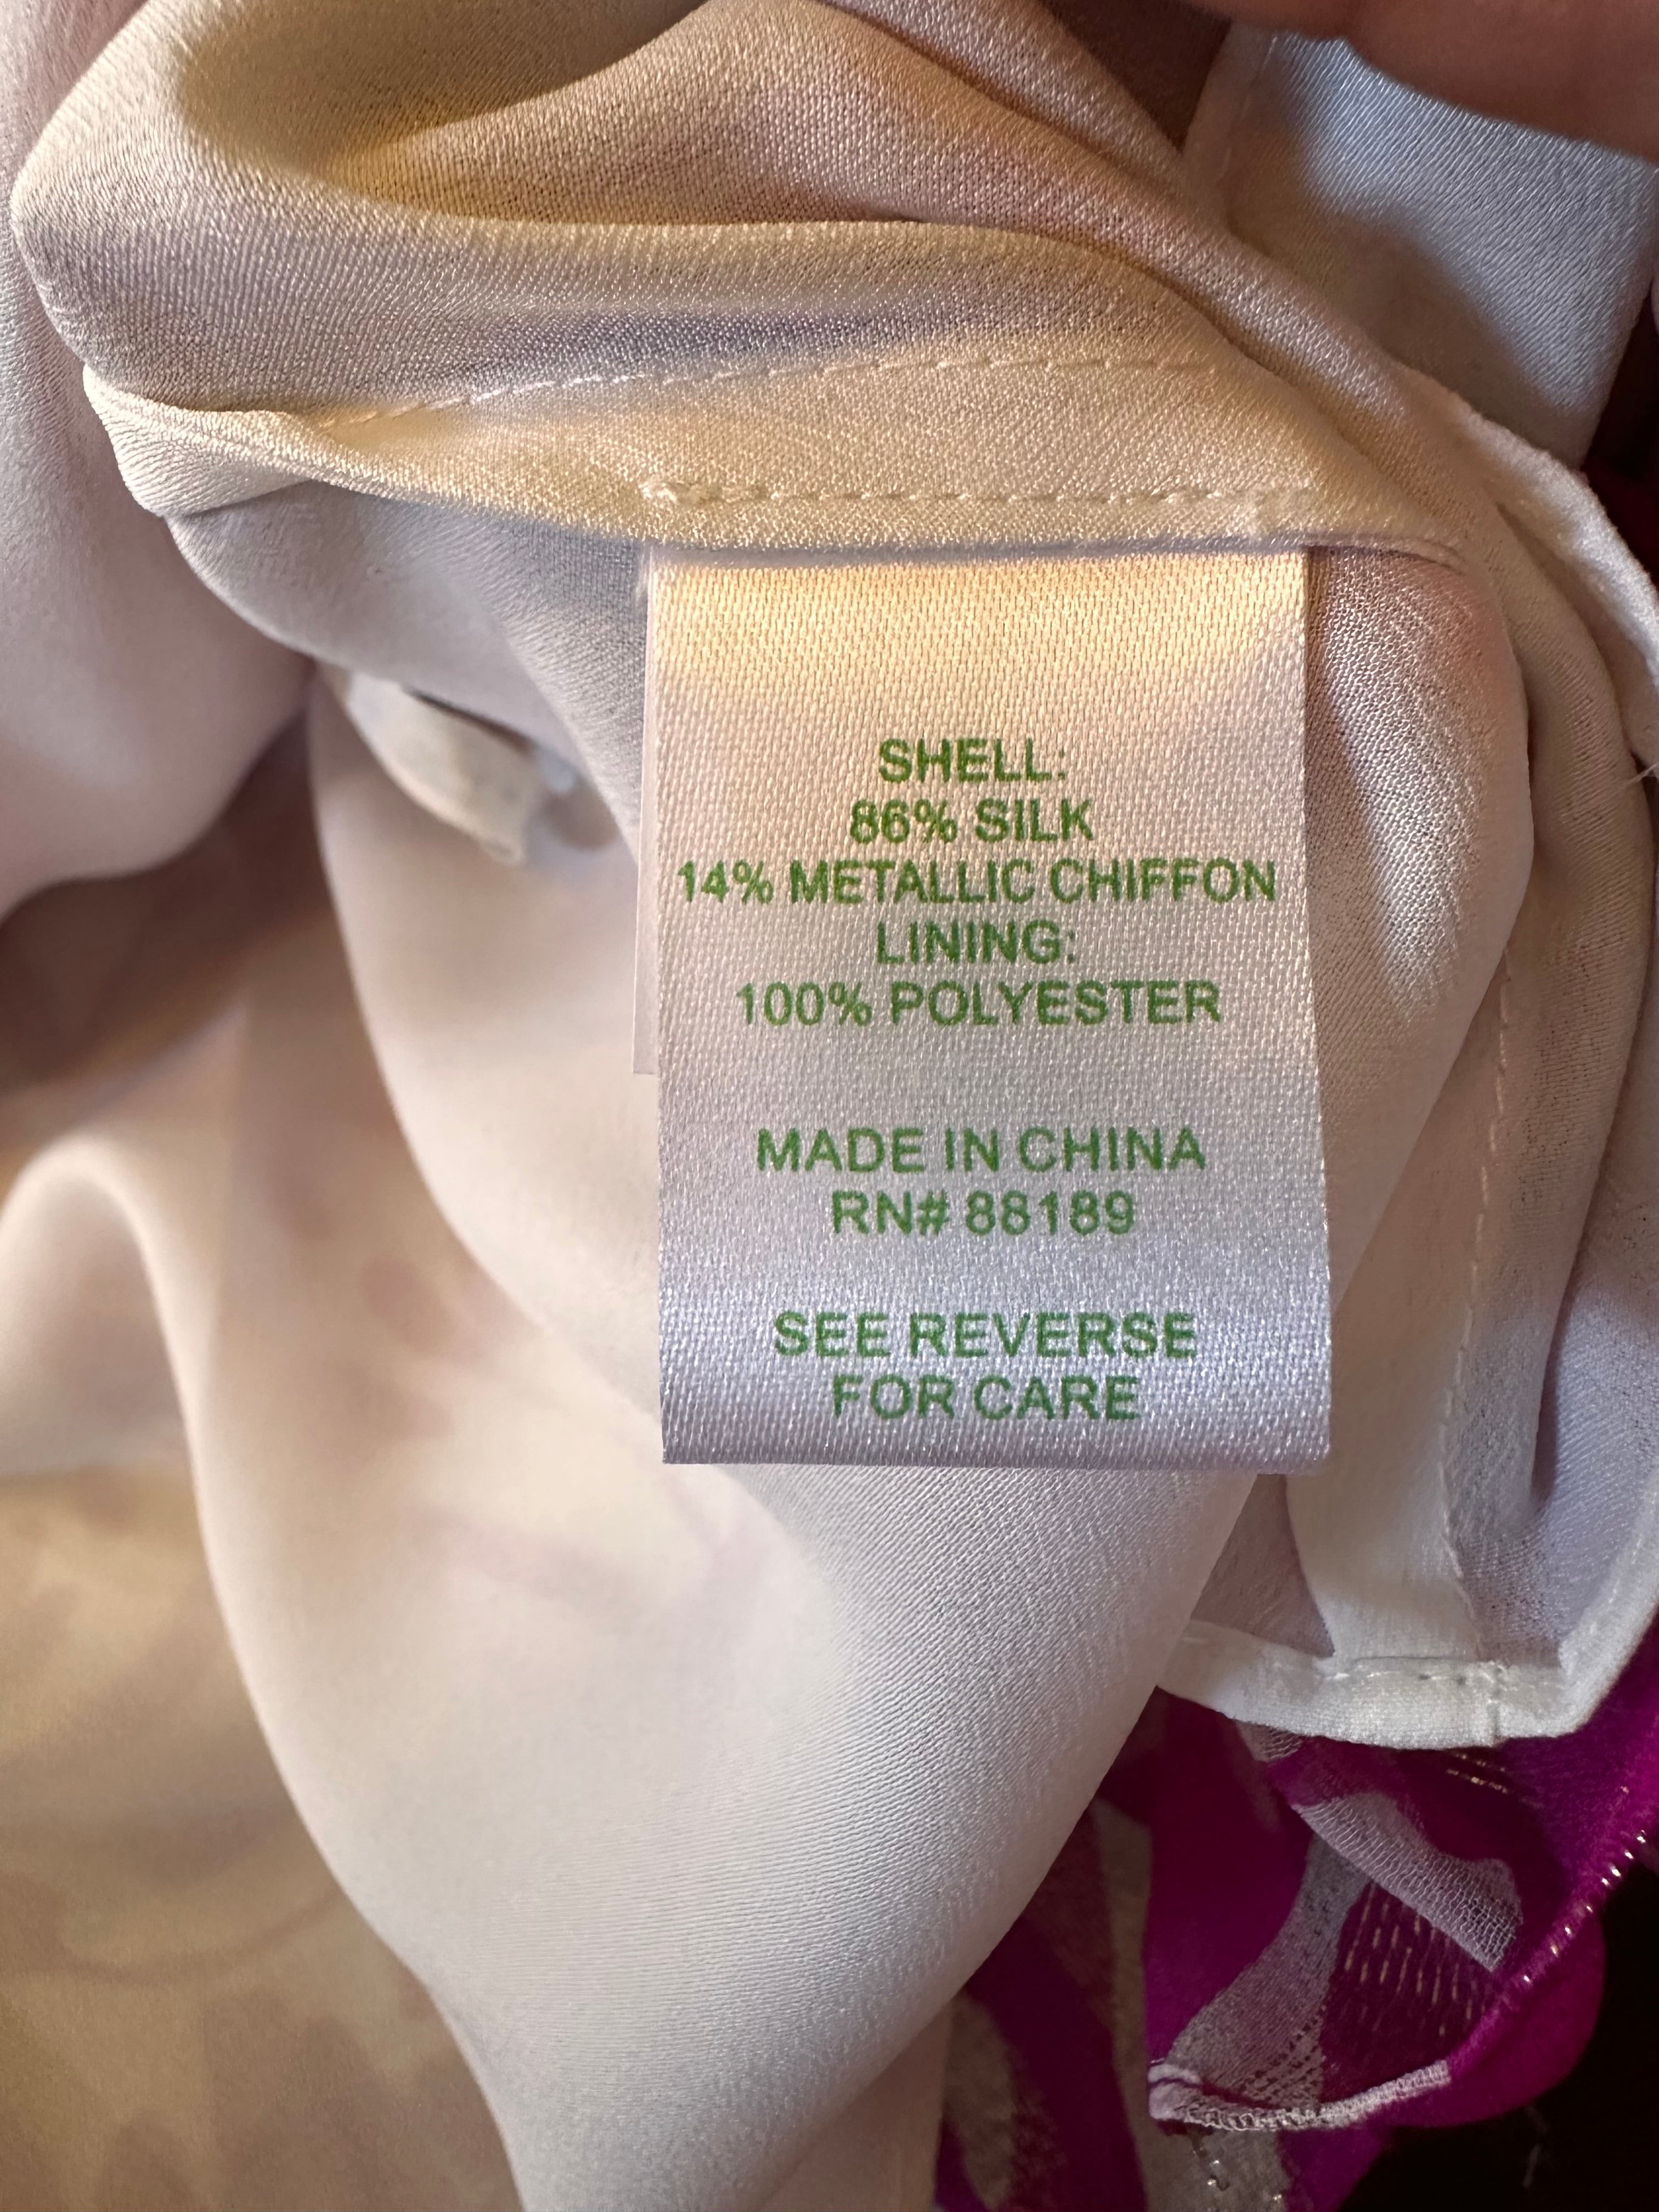 SHELL:
86% SILK
14% METALLIC CHIFFON
LINING:
100% POLYESTER
MADE IN CHINA
RN# 88189
SEE REVERSE
FOR CARE